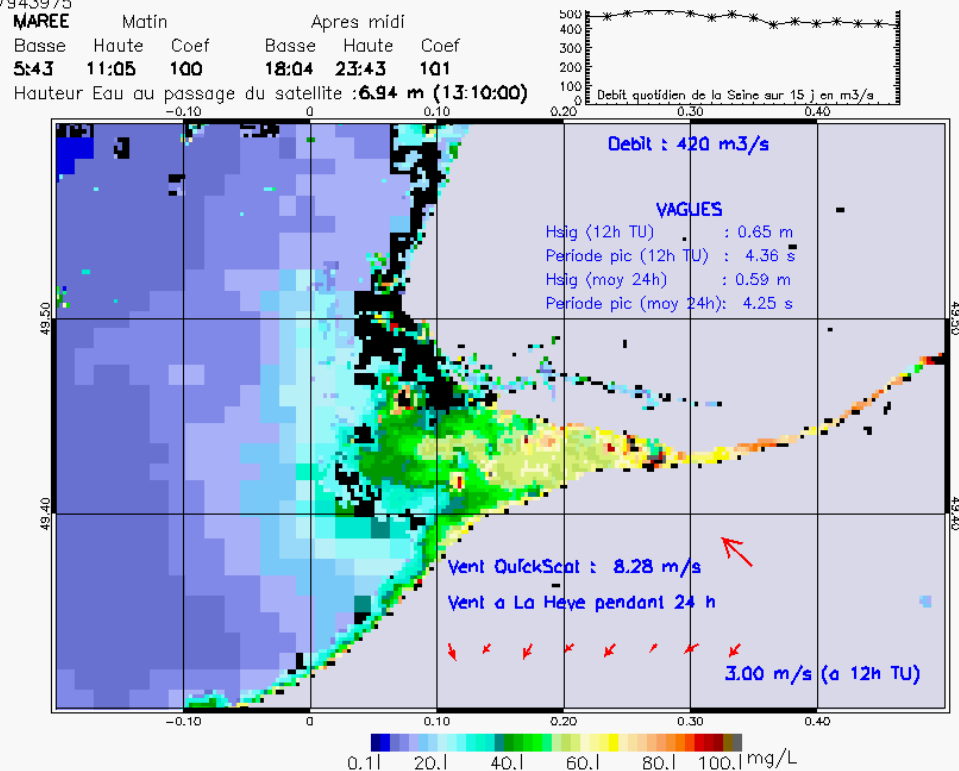 7943975
MAREE Matin Apres midi
Basse Haute Coef Basse Haute Coef
5:43 11:05 100 18:04 23:43 101
Hauteur Eau au passage du satellite :6.94 m (13:10:00)
500
400
300
200
100
0
Debit quotidien de la Seine sur 15 j en m3/s
-0.10 0 0.10 0.20 0.30 0.40
Debit : 420 m3/s
VAGUES
Hsig (12h TU) : 0.65 m
Periode pic (12h TU) : 4.36 s
Hsig (moy 24h) : 0.59 m
Periode pic (moy 24h): 4.25 s
49.50 49.50
49.40 49.40
Vent QuickScat : 8.28 m/s
Vent a La Heve pendant 24 h
3.00 m/s (a 12h TU)
-0.10 0 0.10 0.20 0.30 0.40
0.1 20. 40. 60. 80. 100. mg/L